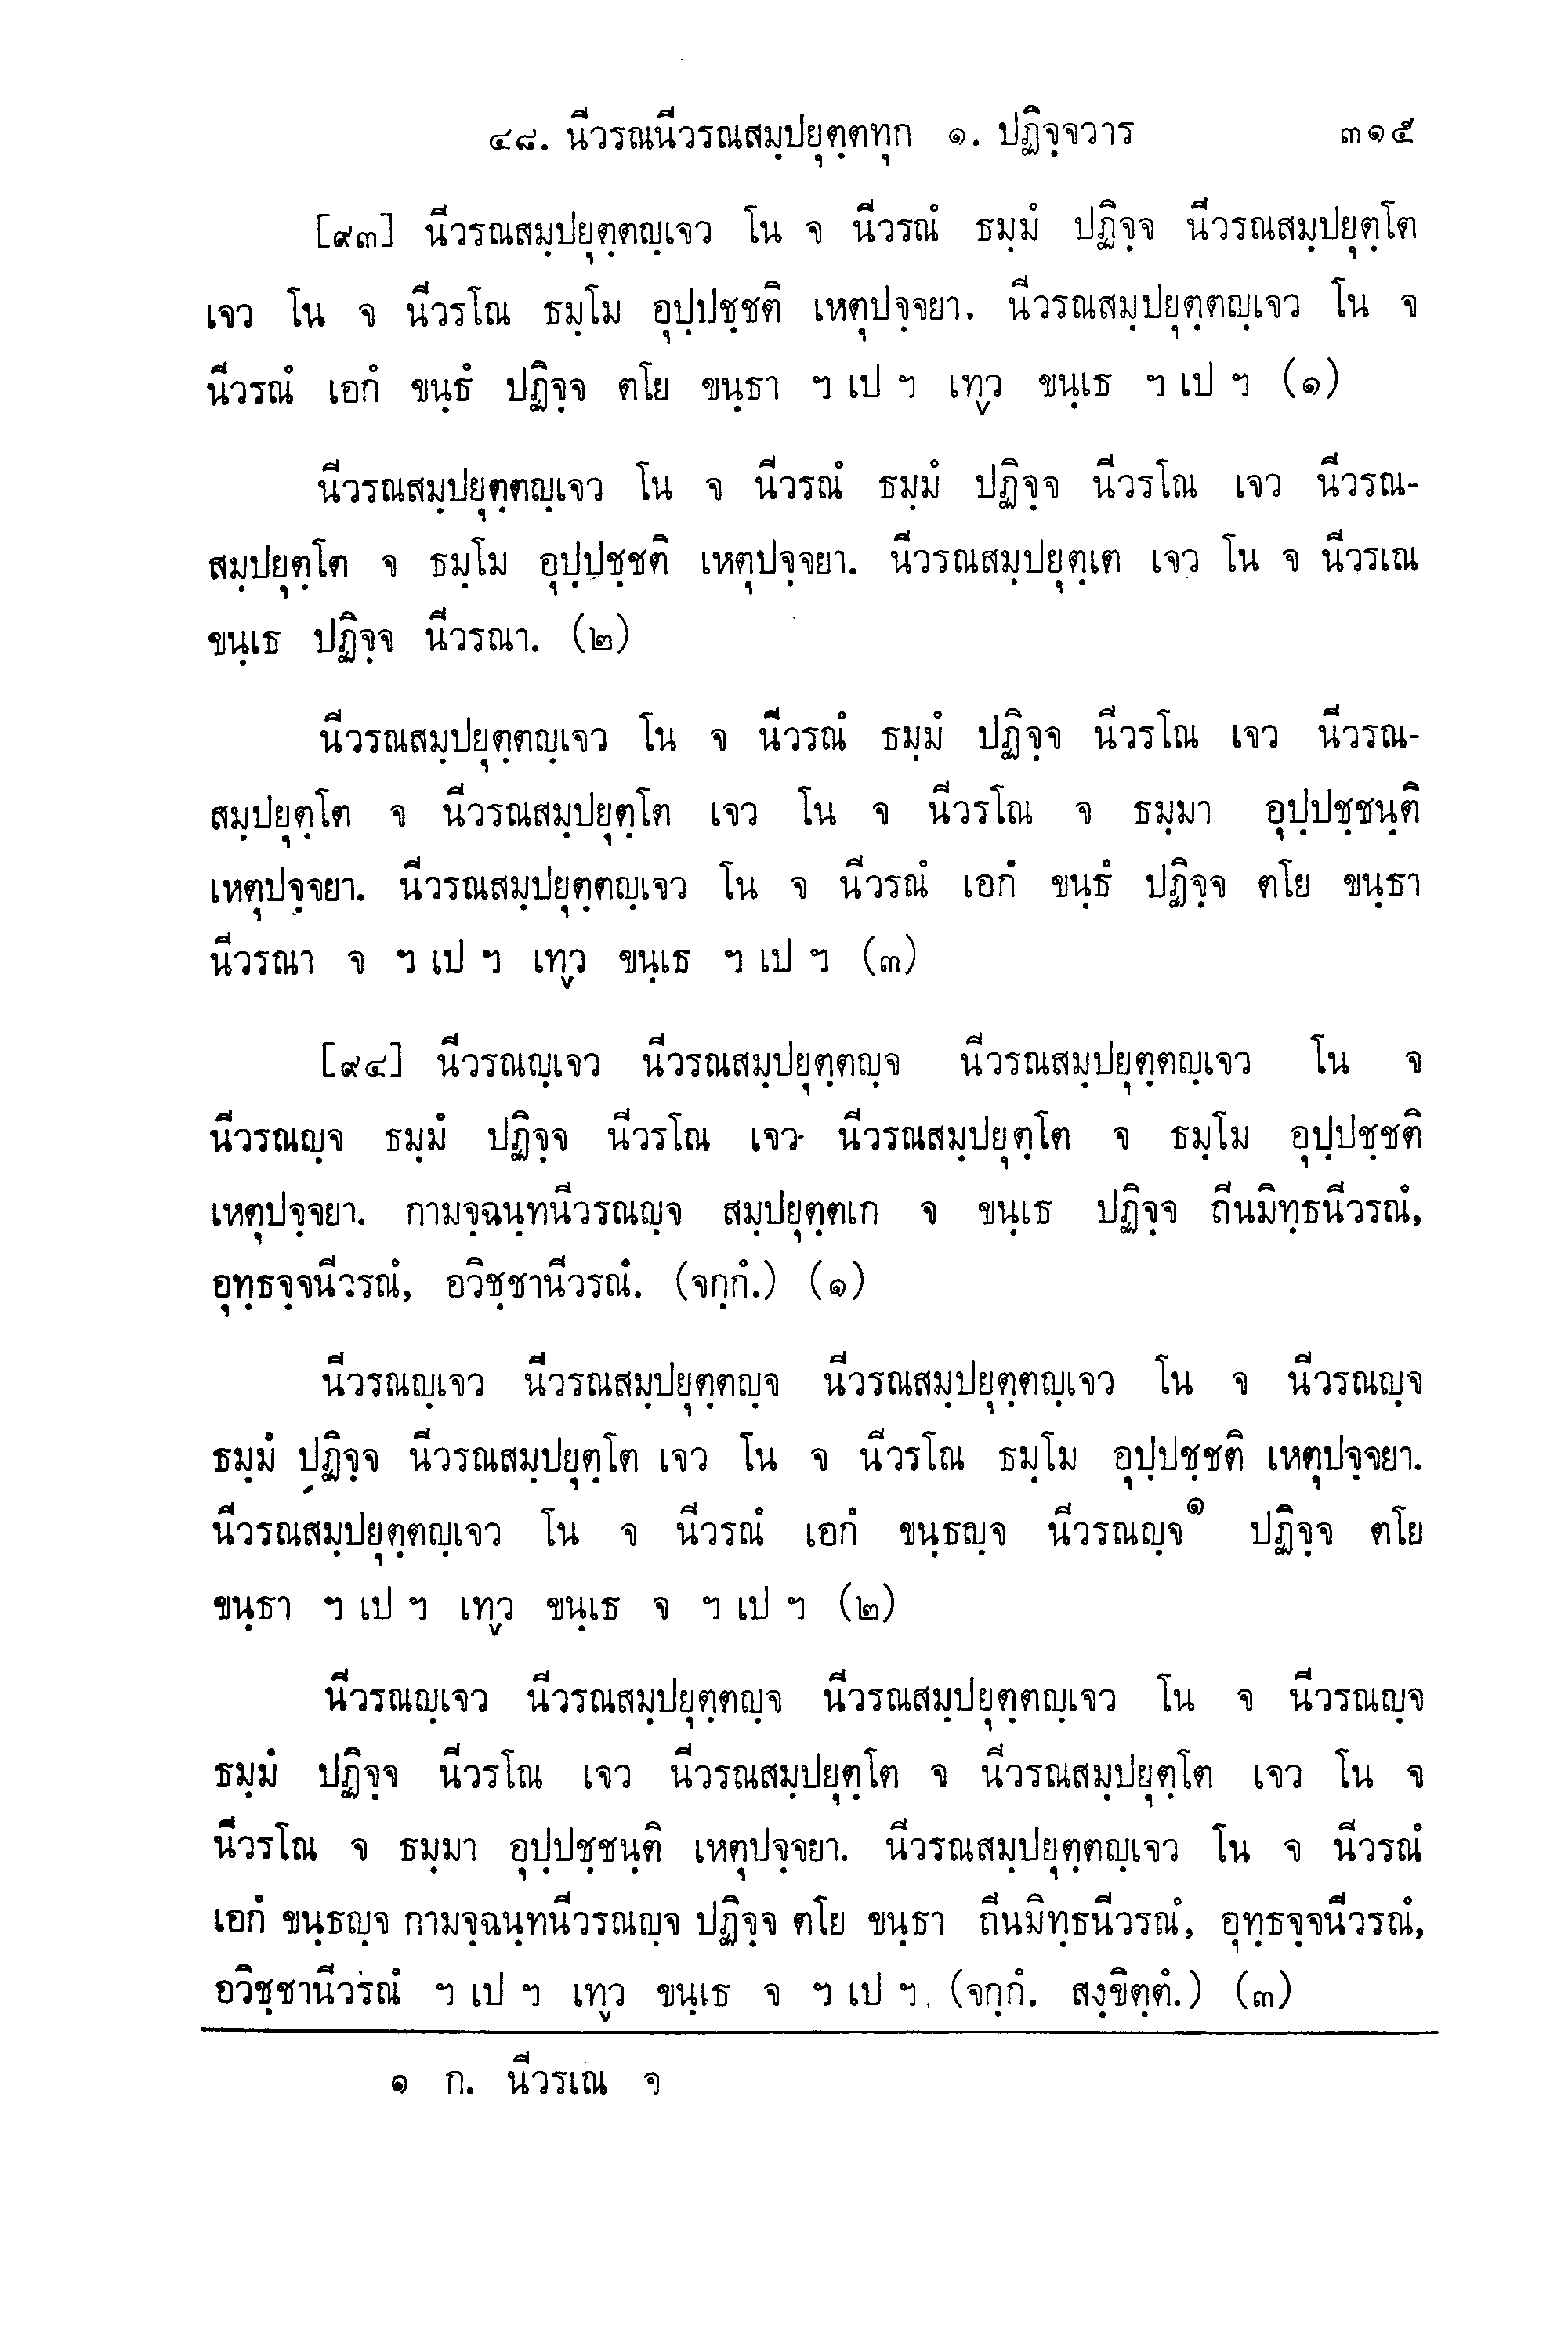 ๔๘. นีวรณนีวรณสมฺปยุตฺตทุก ๑. ปฏิจฺจวาร ๓๑๕
[๙๓] นีวรณสมฺปยุตฺตญฺเจว โน จ นีวรณํ ธมฺมํ ปฏิจฺจ นีวรณสมฺปยุตฺโต
เจว โน จ นีวรโณ ธมฺโม อุปฺปชฺชติ เหตุปจฺจยา. นีวรณสมฺปยุตฺตญฺเจว โน จ
นีวรณํ เอกํ ขนฺธํ ปฏิจฺจ ตโย ขนฺธา ฯ เป ฯ เทฺว ขนฺเธ ฯ เป ฯ (๑)
นีวรณสมฺปยุตฺตญฺเจว โน จ นีวรณํ ธมฺมํ ปฏิจฺจ นีวรโณ เจว นีวรณ-
สมฺปยุตฺโต จ ธมฺโม อุปฺปชฺชติ เหตุปจฺจยา. นีวรณสมฺปยุตฺเต เจว โน จ นีวรเณ
ขนฺเธ ปฏิจฺจ นีวรณา. (๒)
นีวรณสมฺปยุตฺตญฺเจว โน จ นีวรณํ ธมฺมํ ปฏิจฺจ นีวรโณ เจว นีวรณ-
สมฺปยุตฺโต จ นีวรณสมฺปยุตฺโต เจว โน จ นีวรโณ จ ธมฺมา อุปฺปชฺชนฺติ
เหตุปจฺจยา. นีวรณสมฺปยุตฺตญฺเจว โน จ นีวรณํ เอกํ ขนฺธํ ปฏิจฺจ ตโย ขนฺธา
นีวรณา จ ฯ เป ฯ เทฺว ขนฺเธ ฯ เป ฯ (๓)
[๙๔] นีวรณญฺเจว นีวรณสมฺปยุตฺตญฺจ นีวรณสมฺปยุตฺตญฺเจว โน จ
นีวรณญฺจ ธมฺมํ ปฏิจฺจ นีวรโณ เจว นีวรณสมฺปยุตฺโต จ ธมฺโม อุปฺปชฺชติ
เหตุปจฺจยา. กามจฺฉนฺทนีวรณญฺจ สมฺปยุตฺตเก จ ขนฺเธ ปฏิจฺจ ถีนมิทฺธนีวรณํ,
อุทฺธจฺจนีวรณํ, อวิชฺชานีวรณํ. (จกฺกํ.) (๑)
นีวรณญฺเจว นีวรณสมฺปยุตฺตญฺจ นีวรณสมฺปยุตฺตญฺเจว โน จ นีวรณญฺจ
ธมฺมํ ปฏิจฺจ นีวรณสมฺปยุตฺโต เจว โน จ นีวรโณ ธมฺโม อุปฺปชฺชติ เหตุปจฺจยา.
นีวรณสมฺปยุตฺตญฺเจว โน จ นีวรณํ เอกํ ขนฺธญฺจ นีวรณญฺจ๑ ปฏิจฺจ ตโย
ขนฺธา ฯ เป ฯ เทฺว ขนฺเธ จ ฯ เป ฯ (๒)
นีวรณญฺเจว นีวรณสมฺปยุตฺตญฺจ นีวรณสมฺปยุตฺตญฺเจว โน จ นีวรณญฺจ
ธมฺมํ ปฏิจฺจ นีวรโณ เจว นีวรณสมฺปยุตฺโต จ นีวรณสมฺปยุตฺโต เจว โน จ
นีวรโณ จ ธมฺมา อุปฺปชฺชนฺติ เหตุปจฺจยา. นีวรณสมฺปยุตฺตญฺเจว โน จ นีวรณํ
เอกํ ขนฺธญฺจ กามจฺฉนฺทนีวรณญฺจ ปฏิจฺจ ตโย ขนฺธา ถีนมิทฺธนีวรณํ, อุทฺธจฺจนีวรณํ,
อวิชฺชานีวรณํ ฯ เป ฯ เทฺว ขนฺเธ จ ฯ เป ฯ (จกฺกํ. สงฺขิตฺตํ.) (๓)
๑ ก. นีวรเณ จ